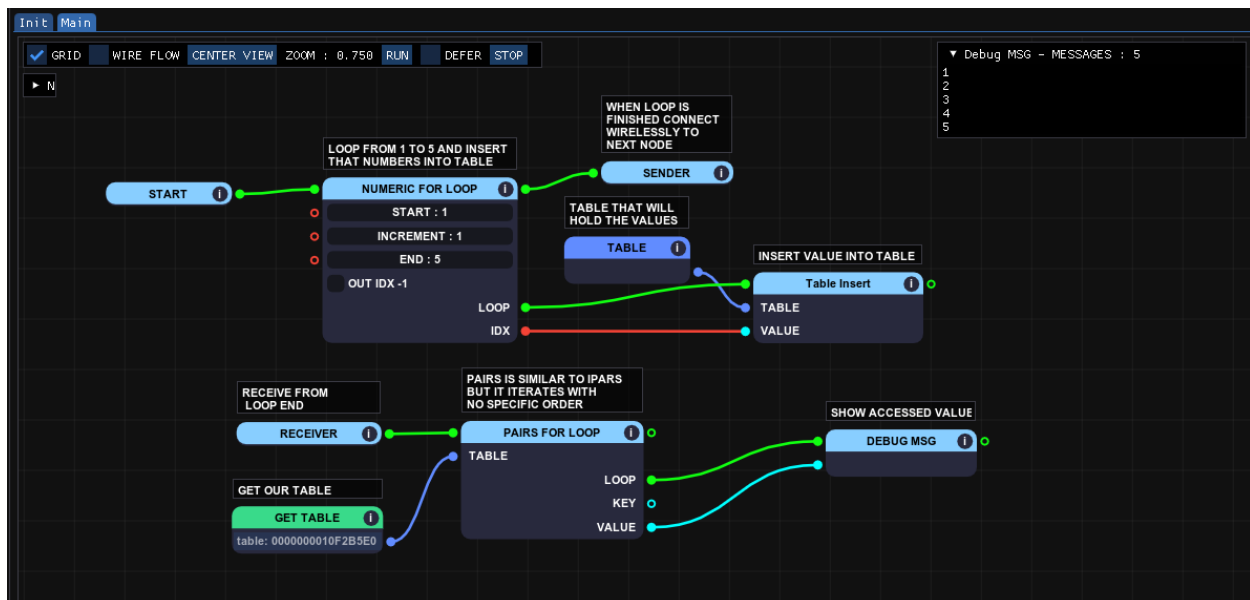 Init Main
GRID WIRE FLOW CENTER VIEW ZOOM : 0.750 RUN DEFER STOP
▼ Debug MSG - MESSAGES : 5
1
2
3
4
5
► N
WHEN LOOP IS
FINISHED CONNECT
WIRELESSLY TO
NEXT NODE
SENDER i
LOOP FROM 1 TO 5 AND INSERT
THAT NUMBERS INTO TABLE
START i
NUMERIC FOR LOOP i
START : 1
INCREMENT : 1
END : 5
OUT IDX -1
LOOP
IDX
TABLE THAT WILL
HOLD THE VALUES
TABLE i
INSERT VALUE INTO TABLE
Table Insert i
TABLE
VALUE
RECEIVE FROM
LOOP END
RECEIVER i
PAIRS IS SIMILAR TO IPARS
BUT IT ITERATES WITH
NO SPECIFIC ORDER
PAIRS FOR LOOP i
TABLE
LOOP
KEY
VALUE
SHOW ACCESSED VALUE
DEBUG MSG i
GET OUR TABLE
GET TABLE i
table: 0000000010F2B5E0